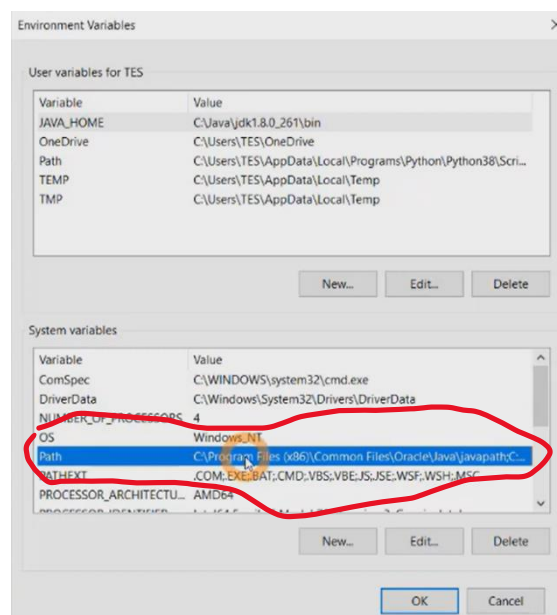 Environment Variables
User variables for TES
Variable Value
JAVA_HOME C:\Java\jdk1.8.0_261\bin
OneDrive C:\Users\TES\OneDrive
Path C:\Users\TES\AppData\Local\Programs\Python\Python38\Scri...
TEMP C:\Users\TES\AppData\Local\Temp
TMP C:\Users\TES\AppData\Local\Temp
New... Edit... Delete
System variables
Variable Value
ComSpec C:\WINDOWS\system32\cmd.exe
DriverData C:\Windows\System32\Drivers\DriverData
NUMBER_OF_PROCESSORS 4
OS Windows_NT
Path C:\Program Files (x86)\Common Files\Oracle\Java\javapath;C:...
PATHEXT .COM;.EXE;.BAT;.CMD;.VBS;.VBE;.JS;.JSE;.WSF;.WSH;.MSC
PROCESSOR_ARCHITECTU... AMD64
PROCESSOR_IDENTIFIER
New... Edit... Delete
OK Cancel